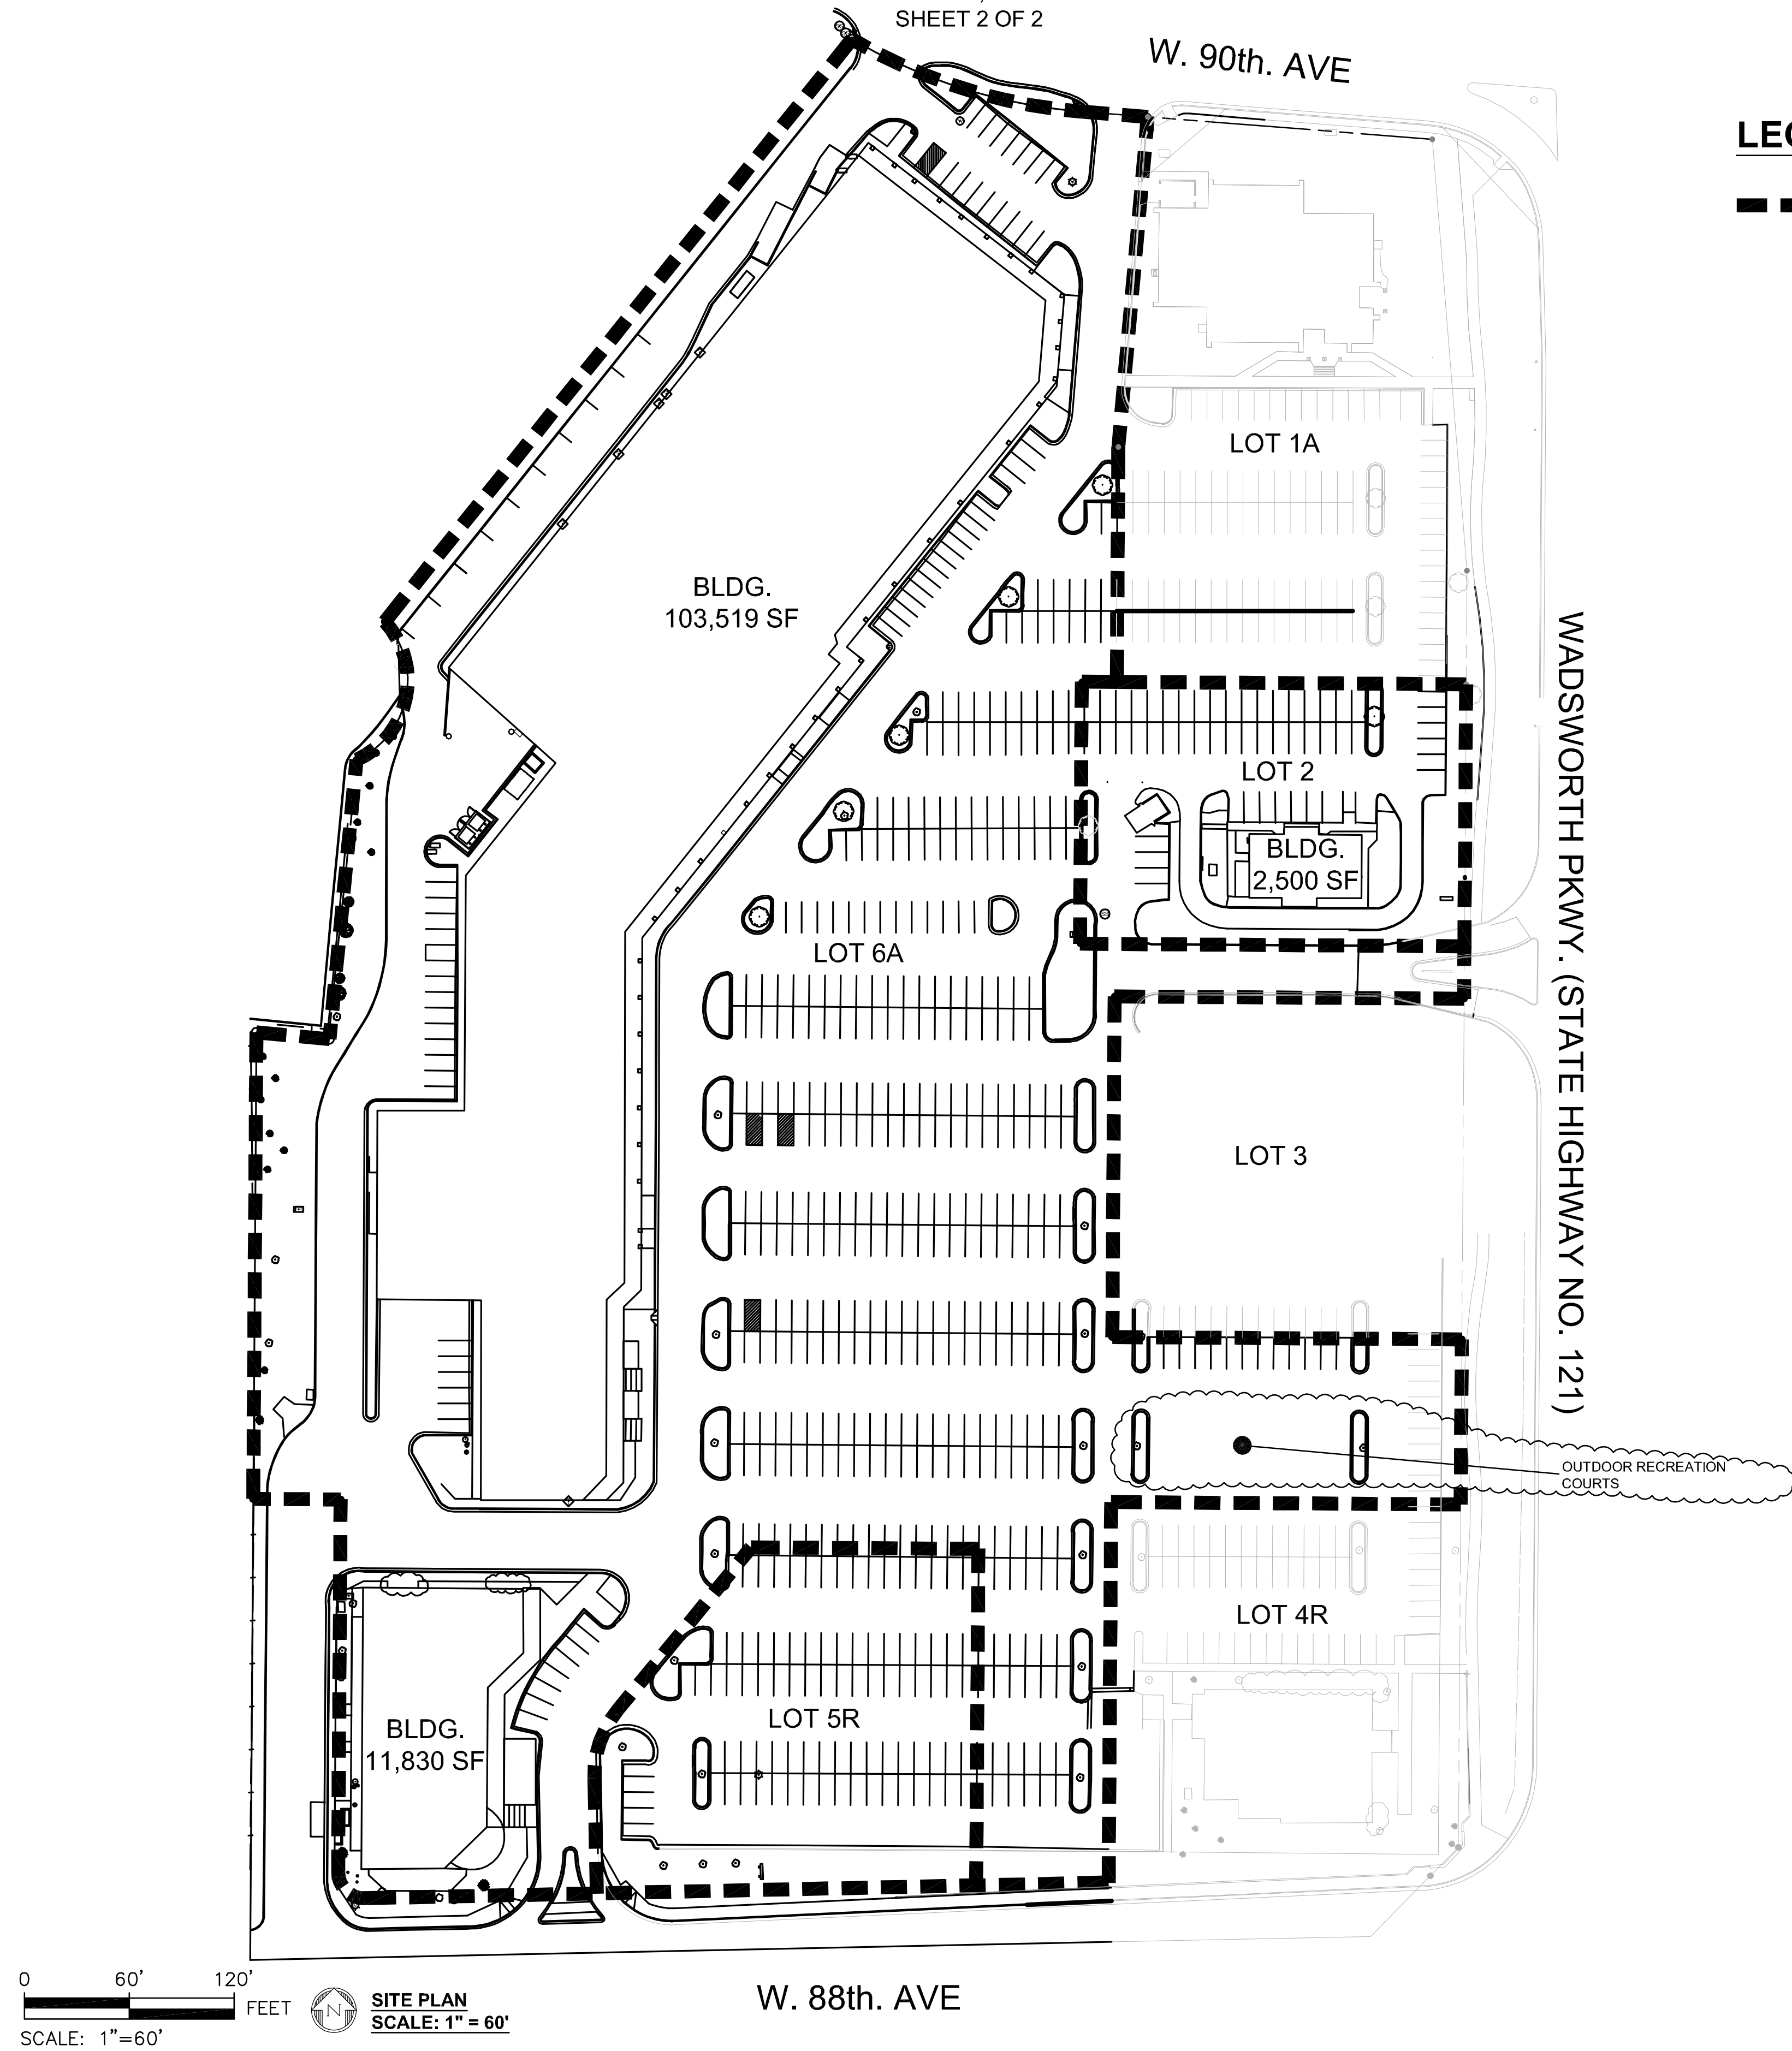 SHEET 2 OF 2
W. 90th. AVE
LOT 1A
BLDG.
103,519 SF
WADSWORTH PKWY. (STATE HIGHWAY NO. 121)
LOT 2
BLDG.
2,500 SF
LOT 6A
LOT 3
OUTDOOR RECREATION
COURTS
LOT 4R
LOT 5R
BLDG.
11,830 SF
0 60' 120'
FEET
SCALE: 1"=60'
N
SITE PLAN
SCALE: 1" = 60'
W. 88th. AVE